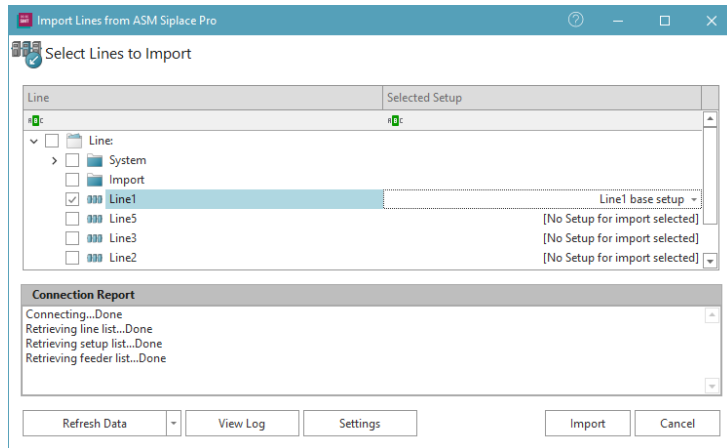 Import Lines from ASM Siplace Pro
Select Lines to Import
Line Selected Setup
ABC ABC
Line:
System
Import
Line1 Line1 base setup
Line5 [No Setup for import selected]
Line3 [No Setup for import selected]
Line2 [No Setup for import selected]
Connection Report
Connecting...Done
Retrieving line list...Done
Retrieving setup list...Done
Retrieving feeder list...Done
Refresh Data View Log Settings Import Cancel